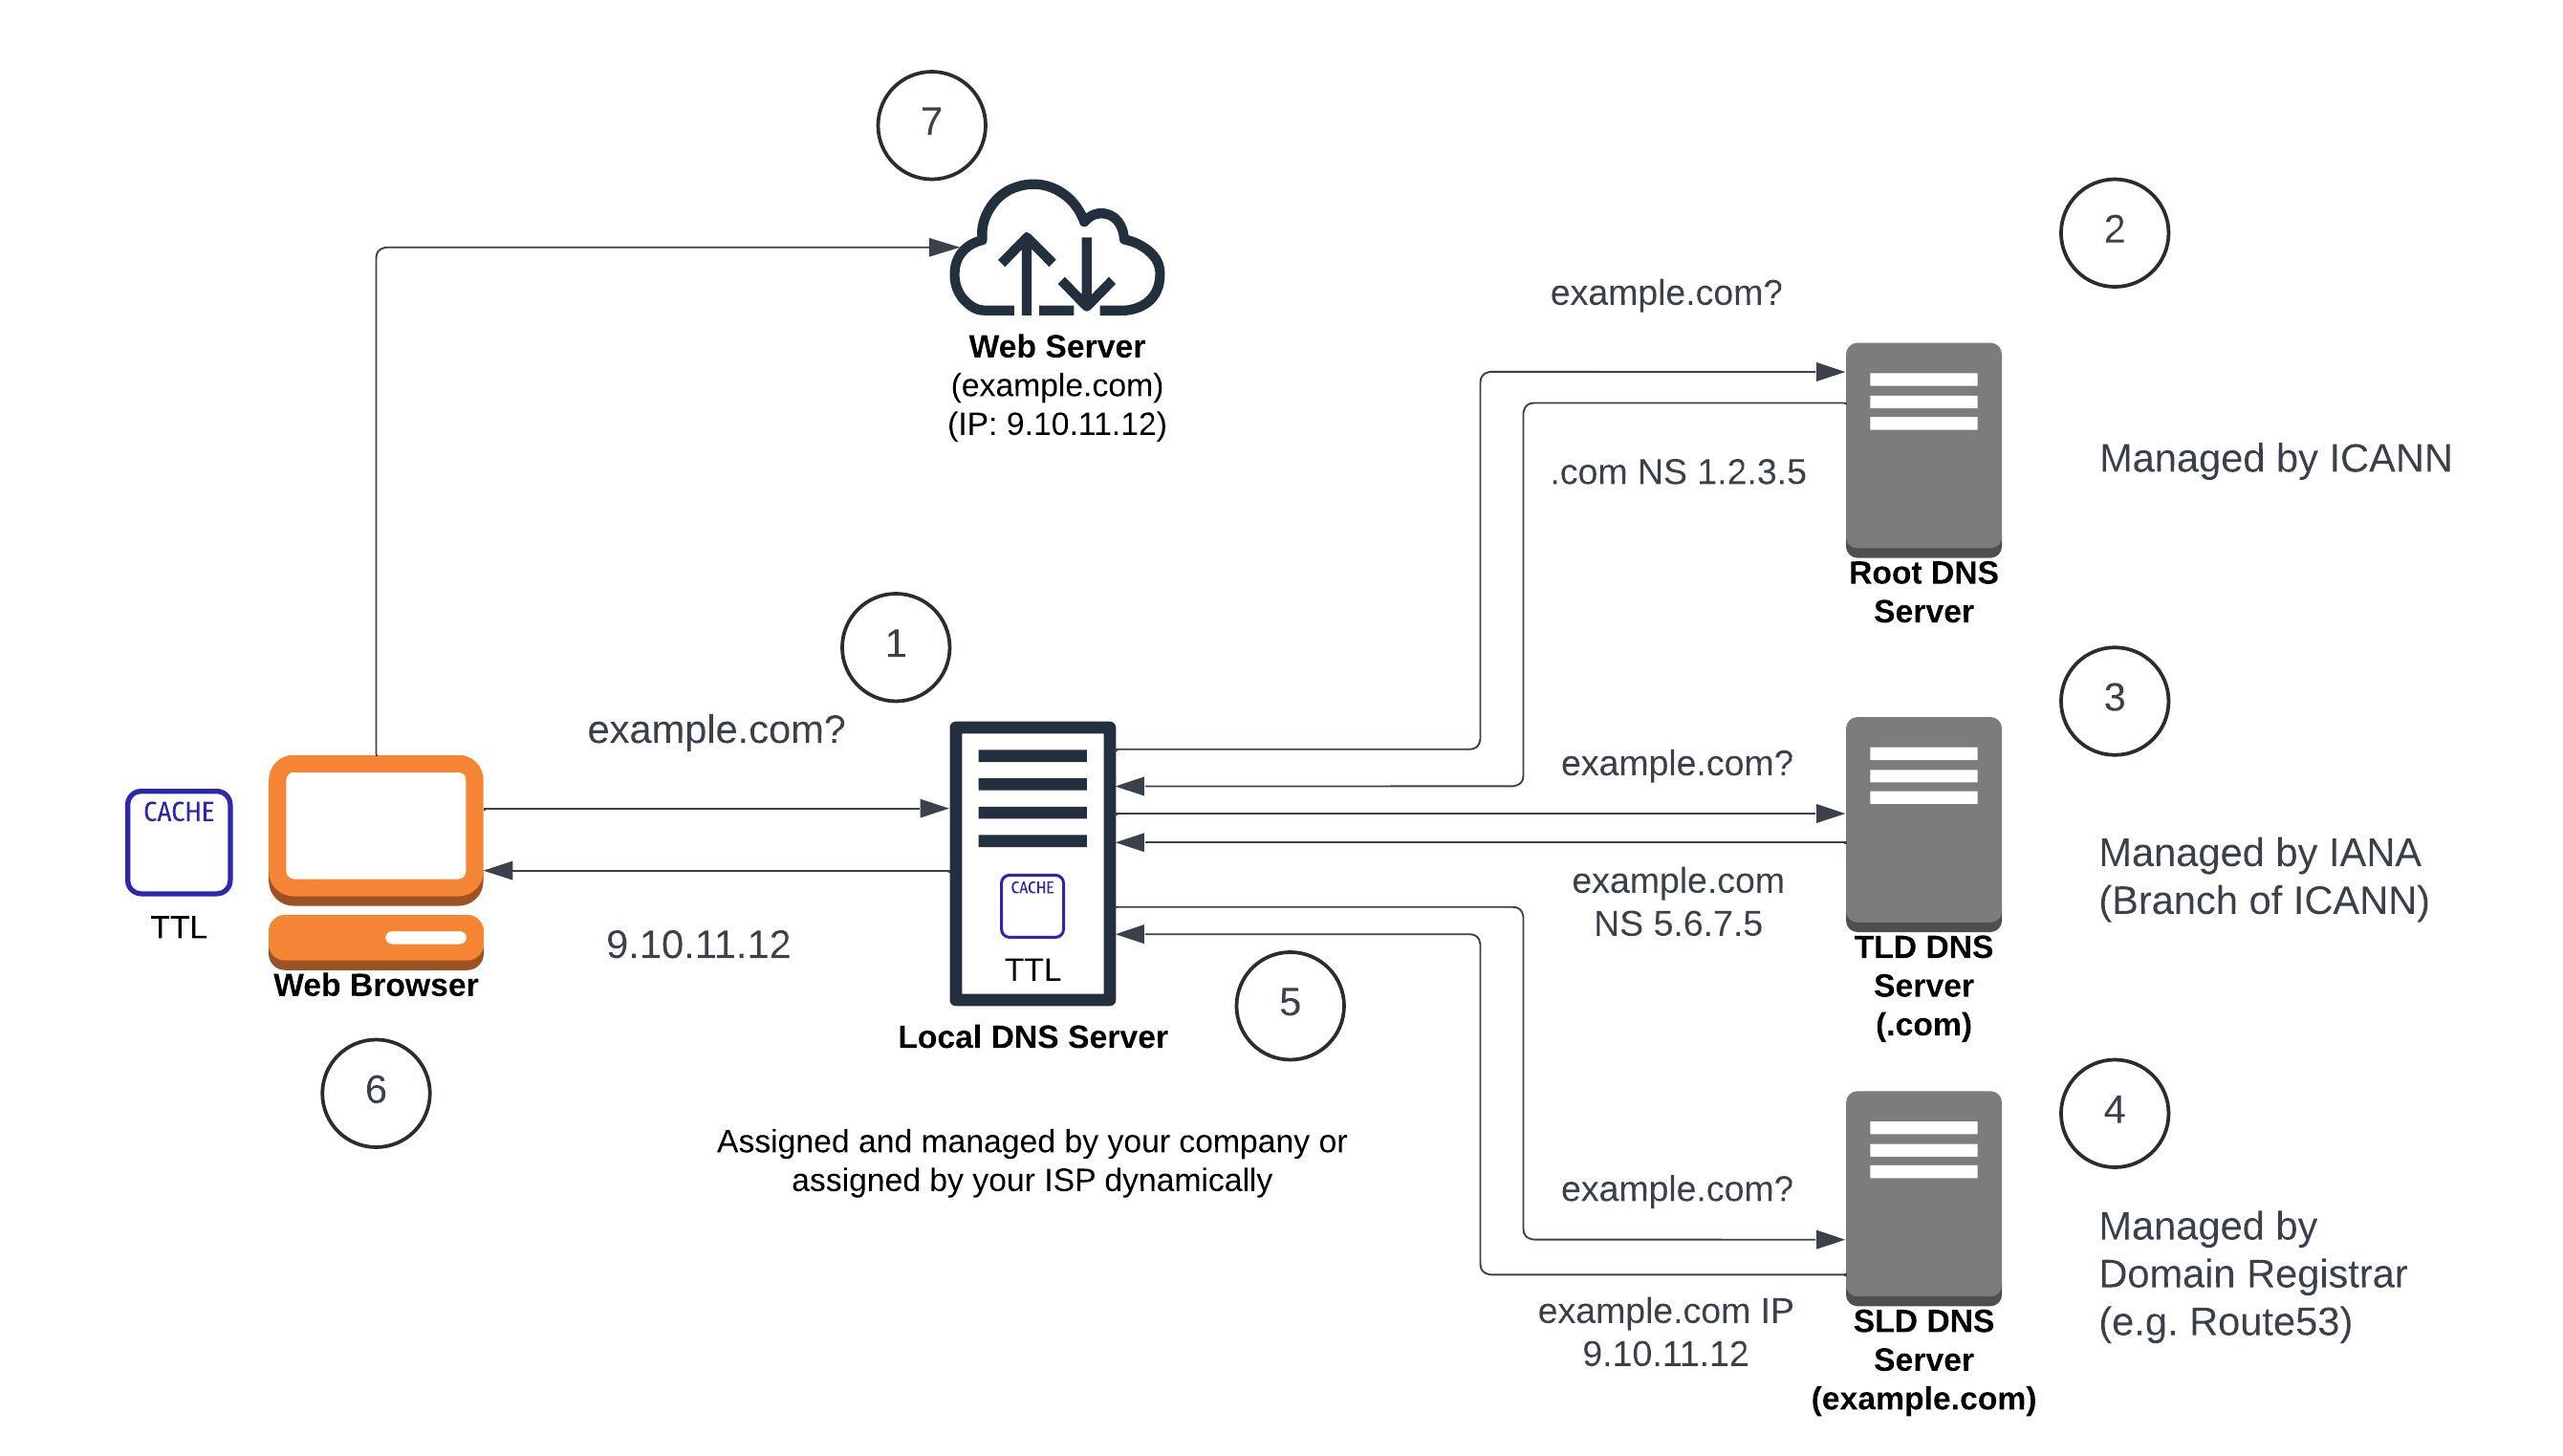 7
Web Server
(example.com)
(IP: 9.10.11.12)
2
example.com?
.com NS 1.2.3.5
Managed by ICANN
Root DNS
Server
1
example.com?
9.10.11.12
CACHE
TTL
Web Browser
6
CACHE
TTL
Local DNS Server
5
Assigned and managed by your company or
assigned by your ISP dynamically
3
example.com?
example.com
NS 5.6.7.5
Managed by IANA
(Branch of ICANN)
TLD DNS
Server
(.com)
4
example.com?
example.com IP
9.10.11.12
Managed by
Domain Registrar
(e.g. Route53)
SLD DNS
Server
(example.com)